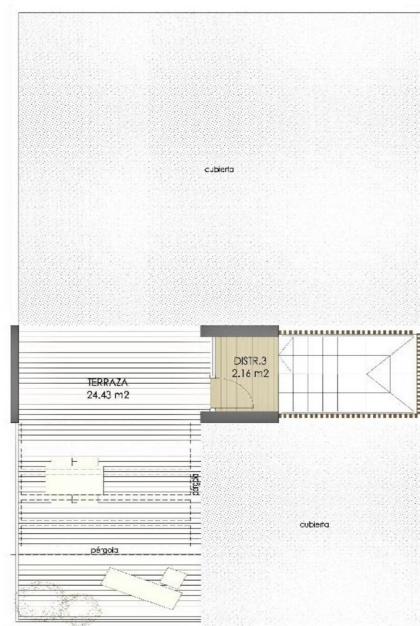 cubierta
DISTR.3
2.16 m2
TERRAZA
24.43 m2
pérgola
cubierta
pérgola